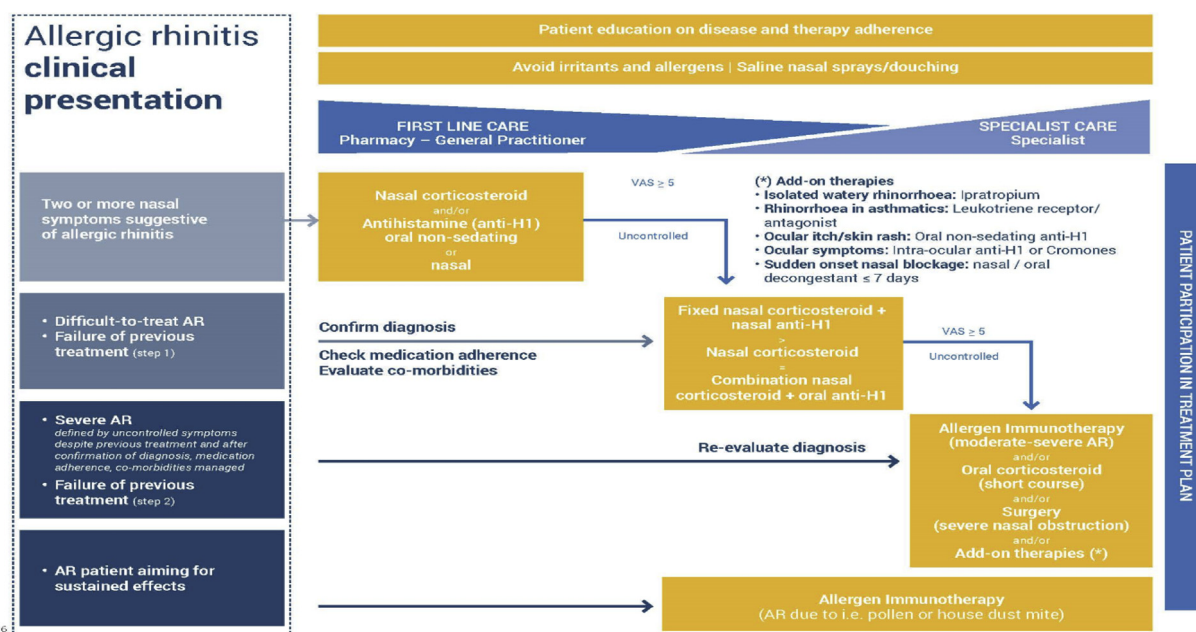 Allergic rhinitis
clinical
presentation
Patient education on disease and therapy adherence
Avoid irritants and allergens | Saline nasal sprays/douching
FIRST LINE CARE
Pharmacy – General Practitioner
SPECIALIST CARE
Specialist
Two or more nasal
symptoms suggestive
of allergic rhinitis
Nasal corticosteroid
and/or
Antihistamine (anti-H1)
oral non-sedating
or
nasal
VAS ≥ 5
Uncontrolled
(*) Add-on therapies
• Isolated watery rhinorrhoea: Ipratropium
• Rhinorrhoea in asthmatics: Leukotriene receptor/
antagonist
• Ocular itch/skin rash: Oral non-sedating anti-H1
• Ocular symptoms: Intra-ocular anti-H1 or Cromones
• Sudden onset nasal blockage: nasal / oral
decongestant ≤ 7 days
• Difficult-to-treat AR
• Failure of previous
treatment (step 1)
Confirm diagnosis
Check medication adherence
Evaluate co-morbidities
Fixed nasal corticosteroid +
nasal anti-H1
>
Nasal corticosteroid
=
Combination nasal
corticosteroid + oral anti-H1
VAS ≥ 5
Uncontrolled
• Severe AR
defined by uncontrolled symptoms
despite previous treatment and after
confirmation of diagnosis, medication
adherence, co-morbidities managed
• Failure of previous
treatment (step 2)
Re-evaluate diagnosis
Allergen Immunotherapy
(moderate-severe AR)
and/or
Oral corticosteroid
(short course)
and/or
Surgery
(severe nasal obstruction)
and/or
Add-on therapies (*)
• AR patient aiming for
sustained effects
Allergen Immunotherapy
(AR due to i.e. pollen or house dust mite)
PATIENT PARTICIPATION IN TREATMENT PLAN
6